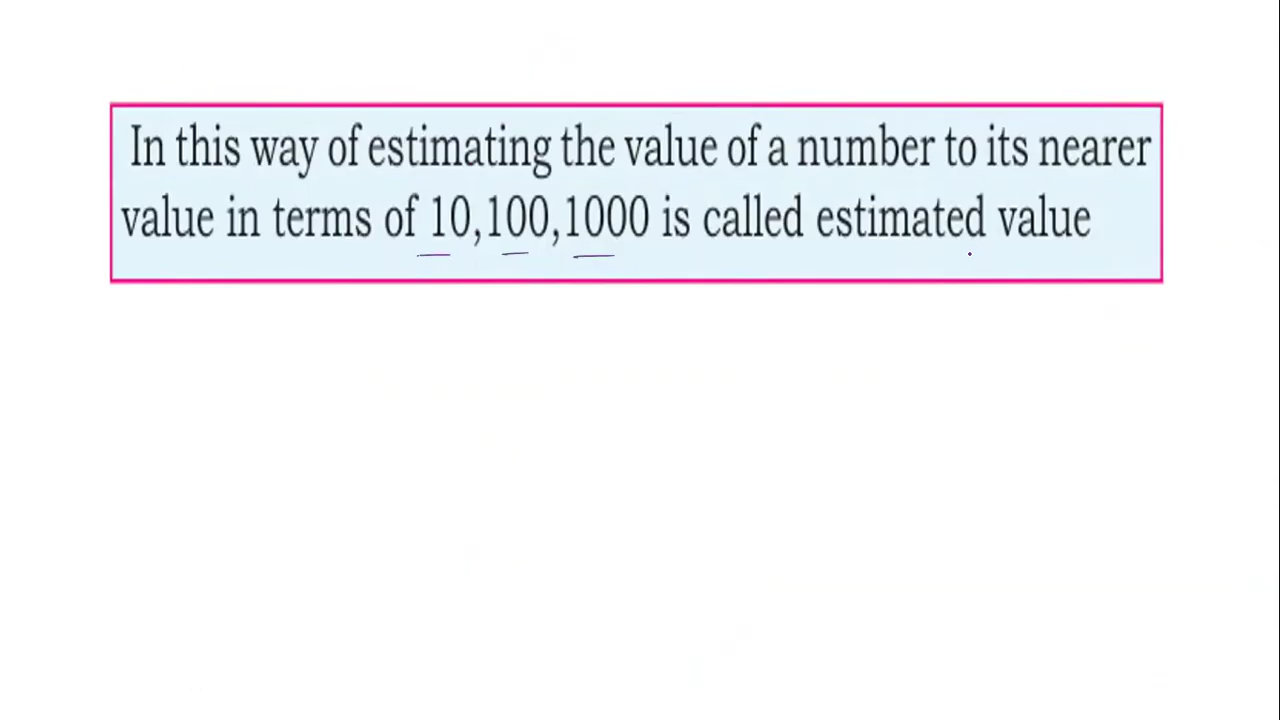 In this way of estimating the value of a number to its nearer
value in terms of 10,100,1000 is called estimated value